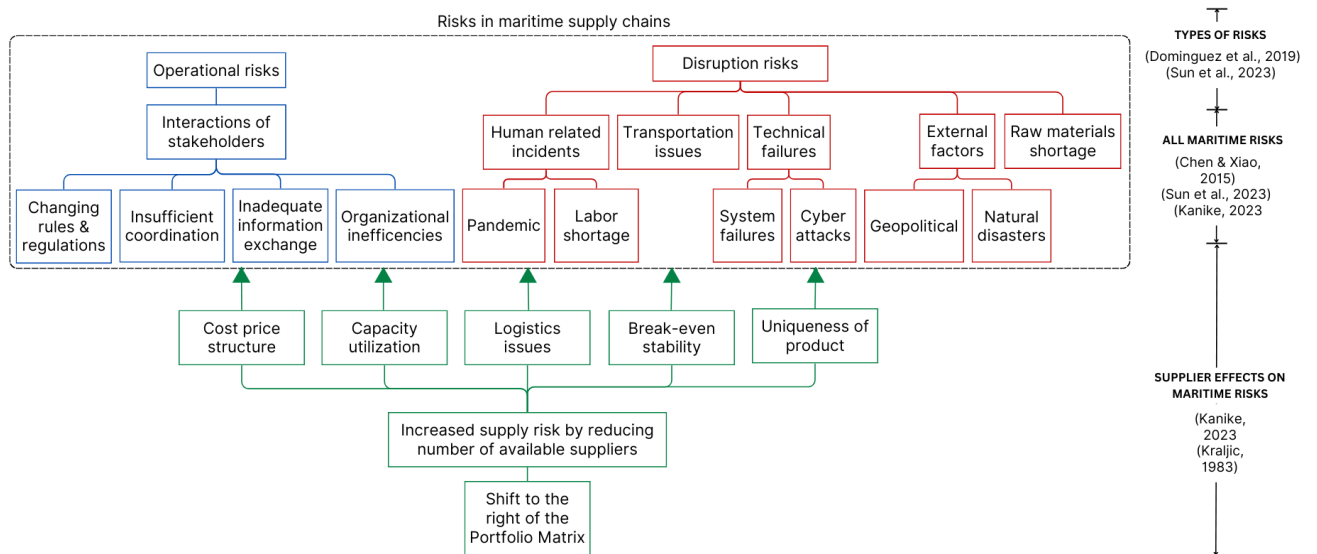 Risks in maritime supply chains
Operational risks
Interactions of
stakeholders
Changing
rules &
regulations
Insufficient
coordination
Inadequate
information
exchange
Organizational
inefficencies
Disruption risks
Human related
incidents
Transportation
issues
Technical
failures
External
factors
Raw materials
shortage
Pandemic
Labor
shortage
System
failures
Cyber
attacks
Geopolitical
Natural
disasters
Cost price
structure
Capacity
utilization
Logistics
issues
Break-even
stability
Uniqueness of
product
Increased supply risk by reducing
number of available suppliers
Shift to the
right of the
Portfolio Matrix
TYPES OF RISKS
(Dominguez et al., 2019)
(Sun et al., 2023)
ALL MARITIME RISKS
(Chen & Xiao,
2015)
(Sun et al., 2023)
(Kanike, 2023
SUPPLIER EFFECTS ON
MARITIME RISKS
(Kanike,
2023
(Kraljic,
1983)